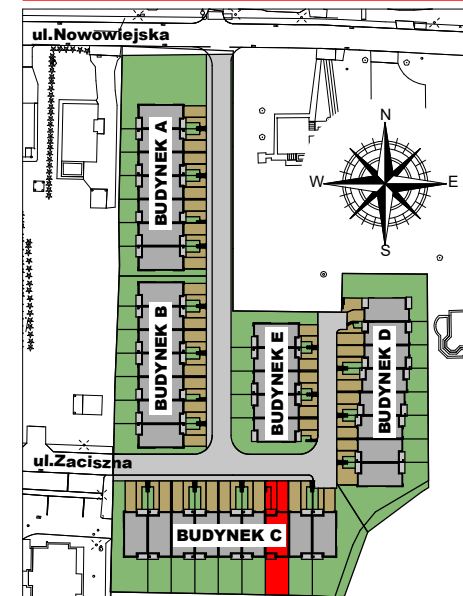 ul.Nowowiejska
BUDYNEK A
N
W
E
S
BUDYNEK B
BUDYNEK E
BUDYNEK D
ul.Zaciszna
BUDYNEK C